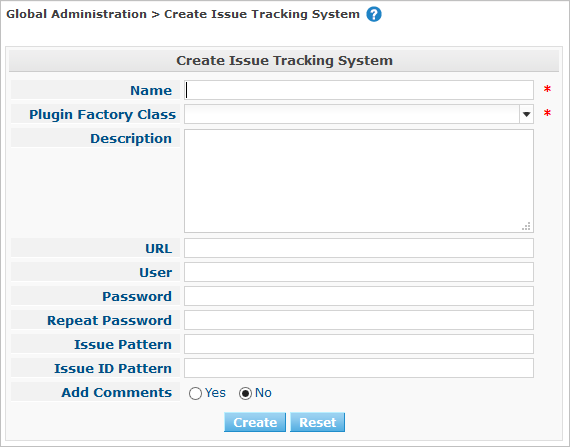 Global Administration > Create Issue Tracking System ?
Create Issue Tracking System
Name *
Plugin Factory Class *
Description
URL
User
Password
Repeat Password
Issue Pattern
Issue ID Pattern
Add Comments Yes No
Create Reset